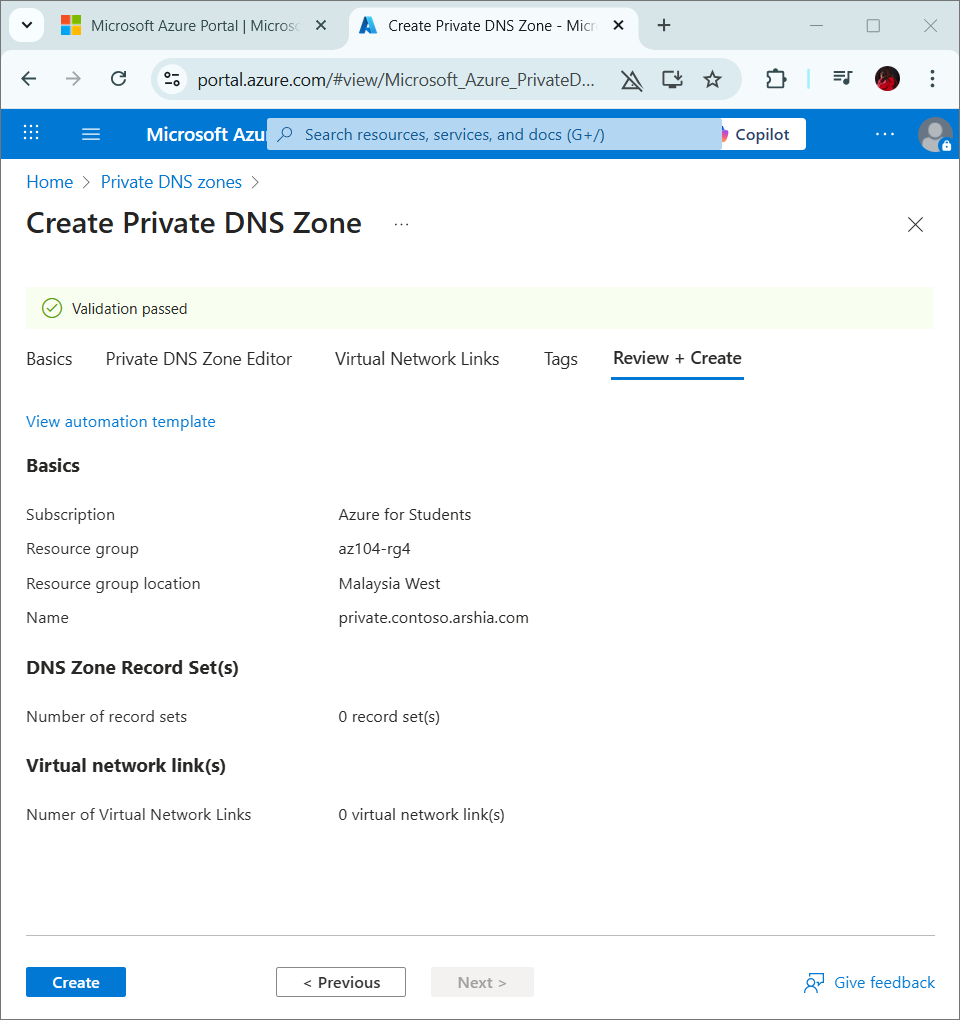 Microsoft Azure Portal | Micros
Create Private DNS Zone - Micr
portal.azure.com/#view/Microsoft_Azure_PrivateD...
Microsoft Azu
Search resources, services, and docs (G+/)
Copilot
Home > Private DNS zones >
Create Private DNS Zone ...
Validation passed
Basics Private DNS Zone Editor Virtual Network Links Tags Review + Create
View automation template
Basics
Subscription Azure for Students
Resource group az104-rg4
Resource group location Malaysia West
Name private.contoso.arshia.com
DNS Zone Record Set(s)
Number of record sets 0 record set(s)
Virtual network link(s)
Numer of Virtual Network Links 0 virtual network link(s)
Create < Previous Next > Give feedback